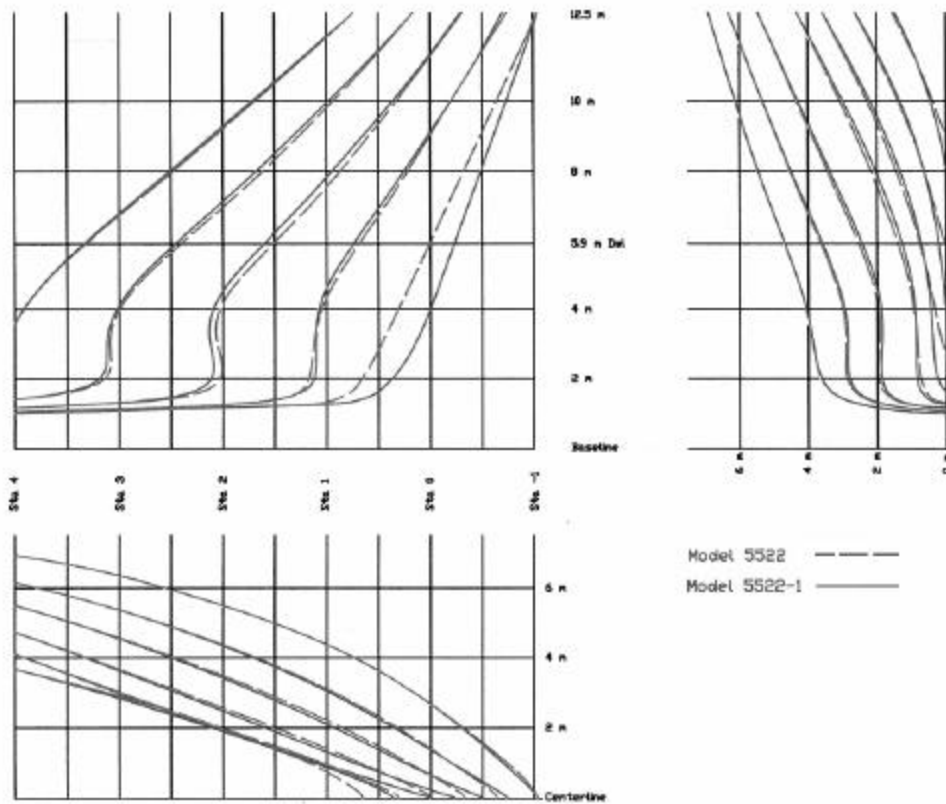 12.5 m
10 m
8 m
5.9 m Dwl
4 m
2 m
Baseline
Sta 4
Sta 3
Sta 2
Sta 1
Sta 0
Sta -1
6 m
4 m
2 m
0 m
6 m
4 m
2 m
Centerline
Model 5522
Model 5522-1